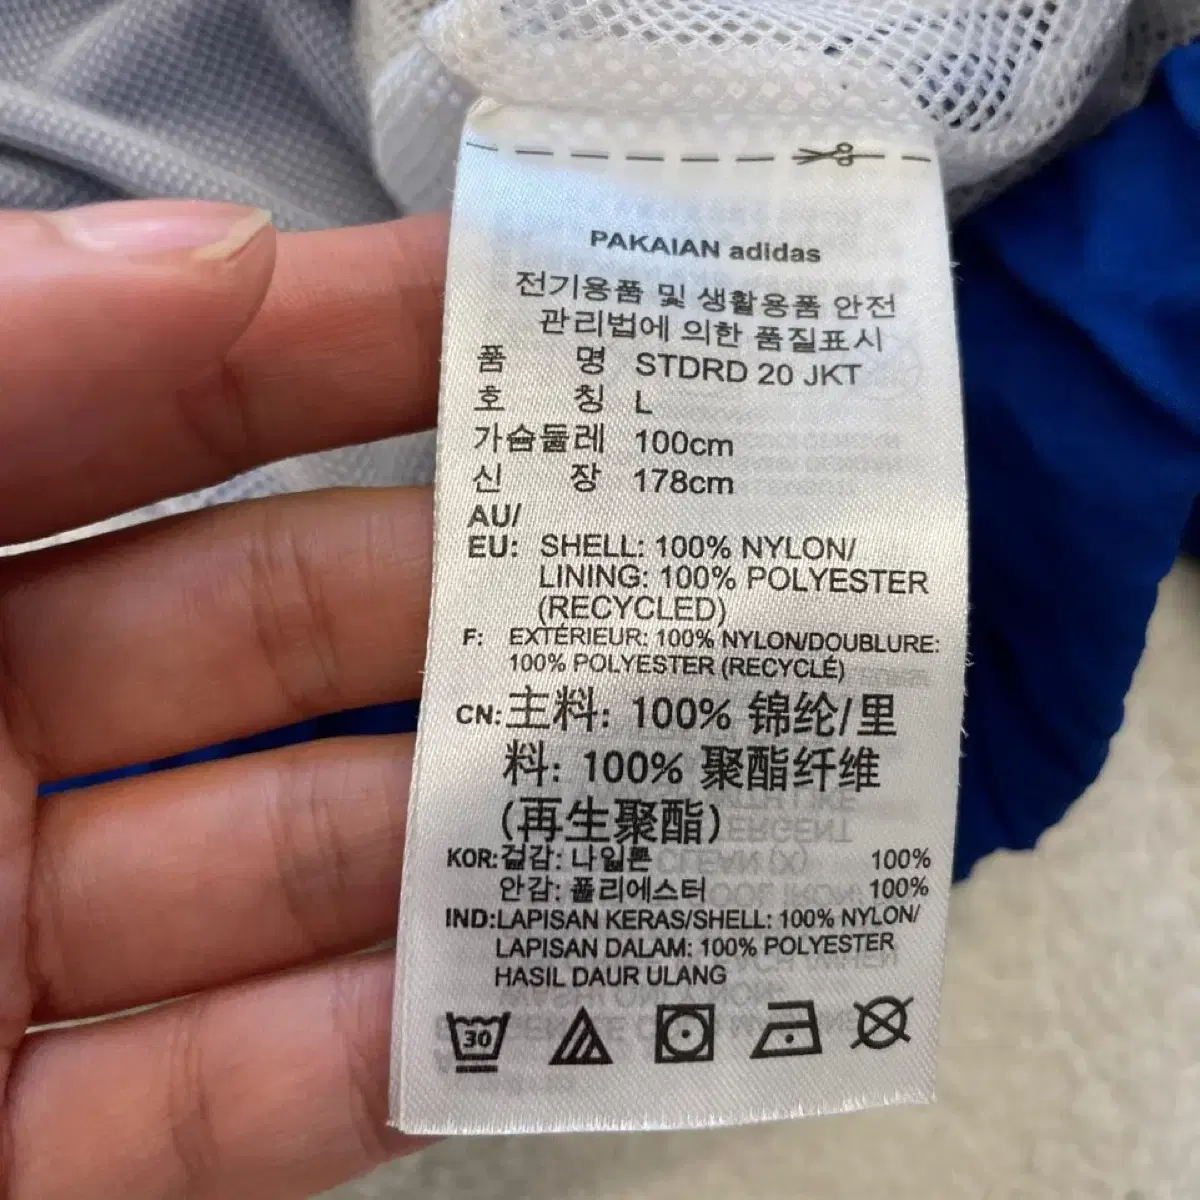 PAKAIAN adidas
전기용품 및 생활용품 안전
관리법에 의한 품질표시
품 명 STDRD 20 JKT
호 칭 L
가슴둘레 100cm
신 장 178cm
AU/
EU: SHELL: 100% NYLON/
LINING: 100% POLYESTER
(RECYCLED)
F: EXTÉRIEUR: 100% NYLON/DOUBLURE:
100% POLYESTER (RECYCLÉ)
CN: 主料: 100% 锦纶/里
料: 100% 聚酯纤维
(再生聚酯)
KOR: 겉감: 나일론 100%
안감: 폴리에스터 100%
IND: LAPISAN KERAS/SHELL: 100% NYLON/
LAPISAN DALAM: 100% POLYESTER
HASIL DAUR ULANG
30